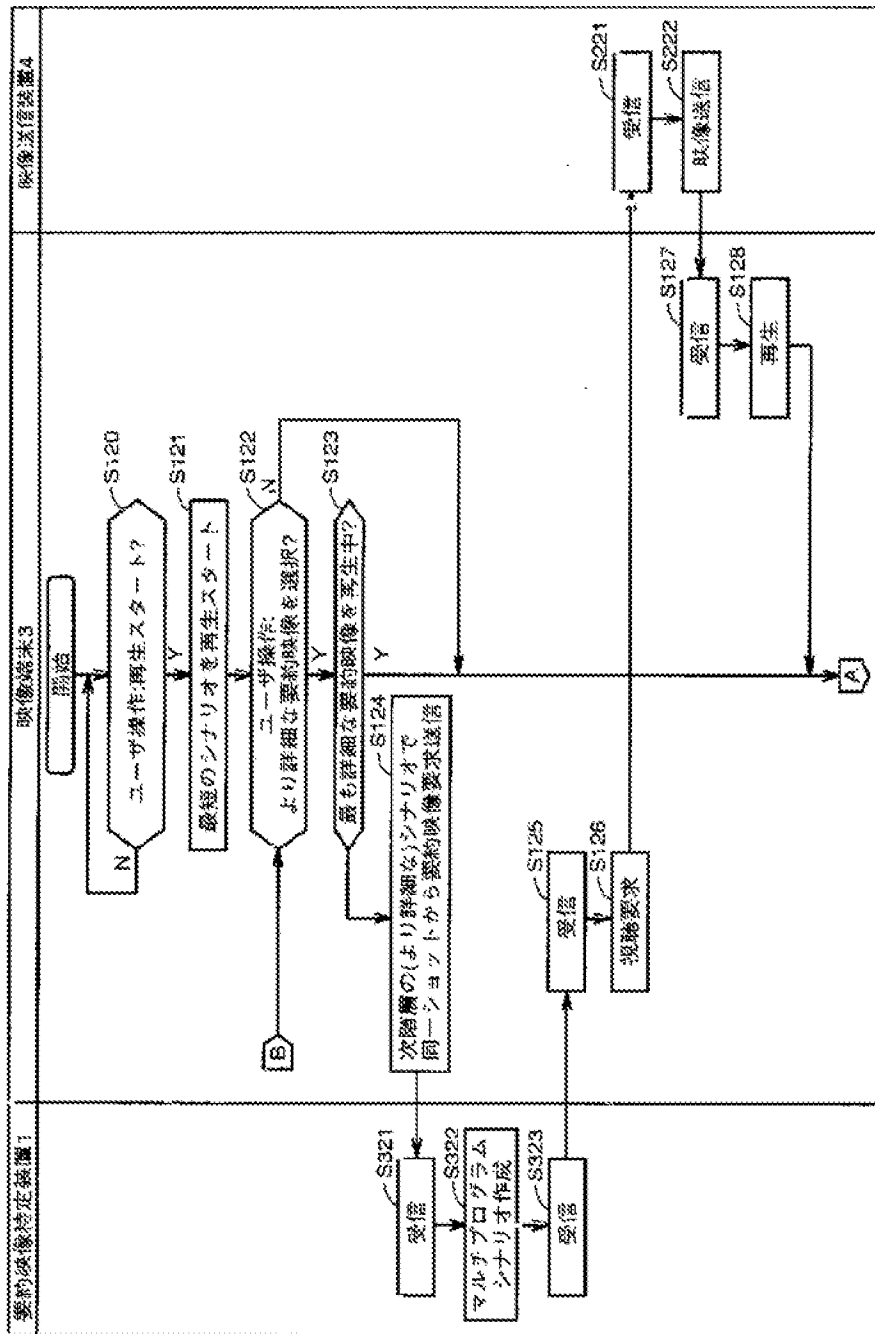 要約映像特定装置1
映像端末3
映像送信装置4
開始
ユーザ操作:再生スタート?
S120
N
Y
最短のシナリオを再生スタート
S121
B
ユーザ操作:
より詳細な要約映像を選択?
S122
N
Y
最も詳細な要約映像を再生中?
S123
Y
次階層の(より詳細な)シナリオで
同一ショットから要約映像要求送信
S124
受信
S321
マルチプログラム
シナリオ作成
S322
受信
S323
受信
S125
視聴要求
S126
受信
S221
映像送信
S222
受信
S127
再生
S128
A